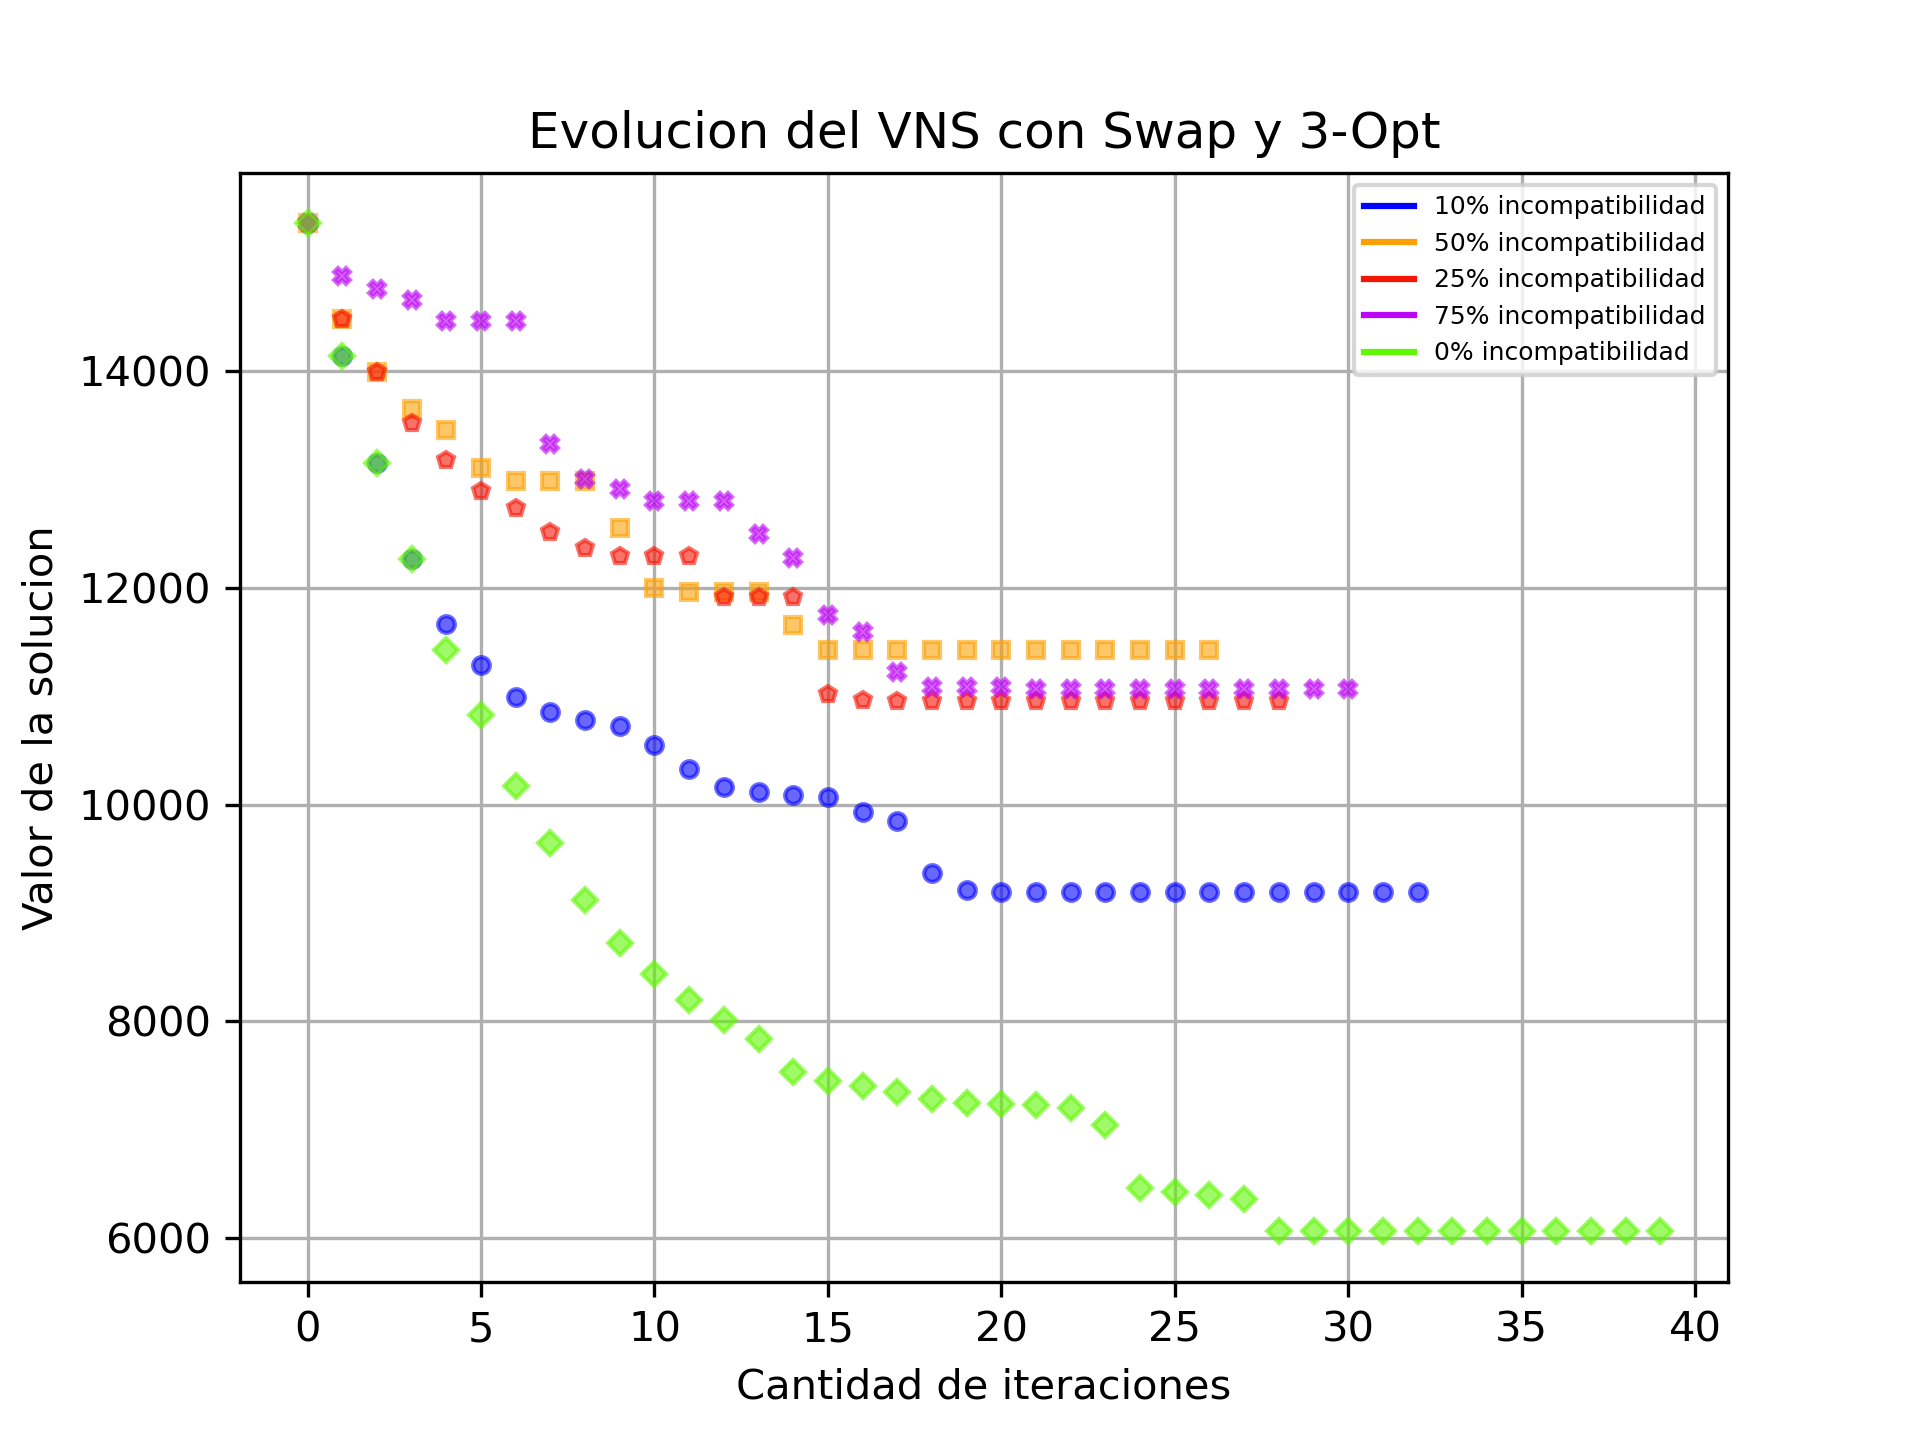 Evolucion del VNS con Swap y 3-Opt
10% incompatibilidad
50% incompatibilidad
25% incompatibilidad
75% incompatibilidad
0% incompatibilidad
Valor de la solucion
14000
12000
10000
8000
6000
0 5 10 15 20 25 30 35 40
Cantidad de iteraciones